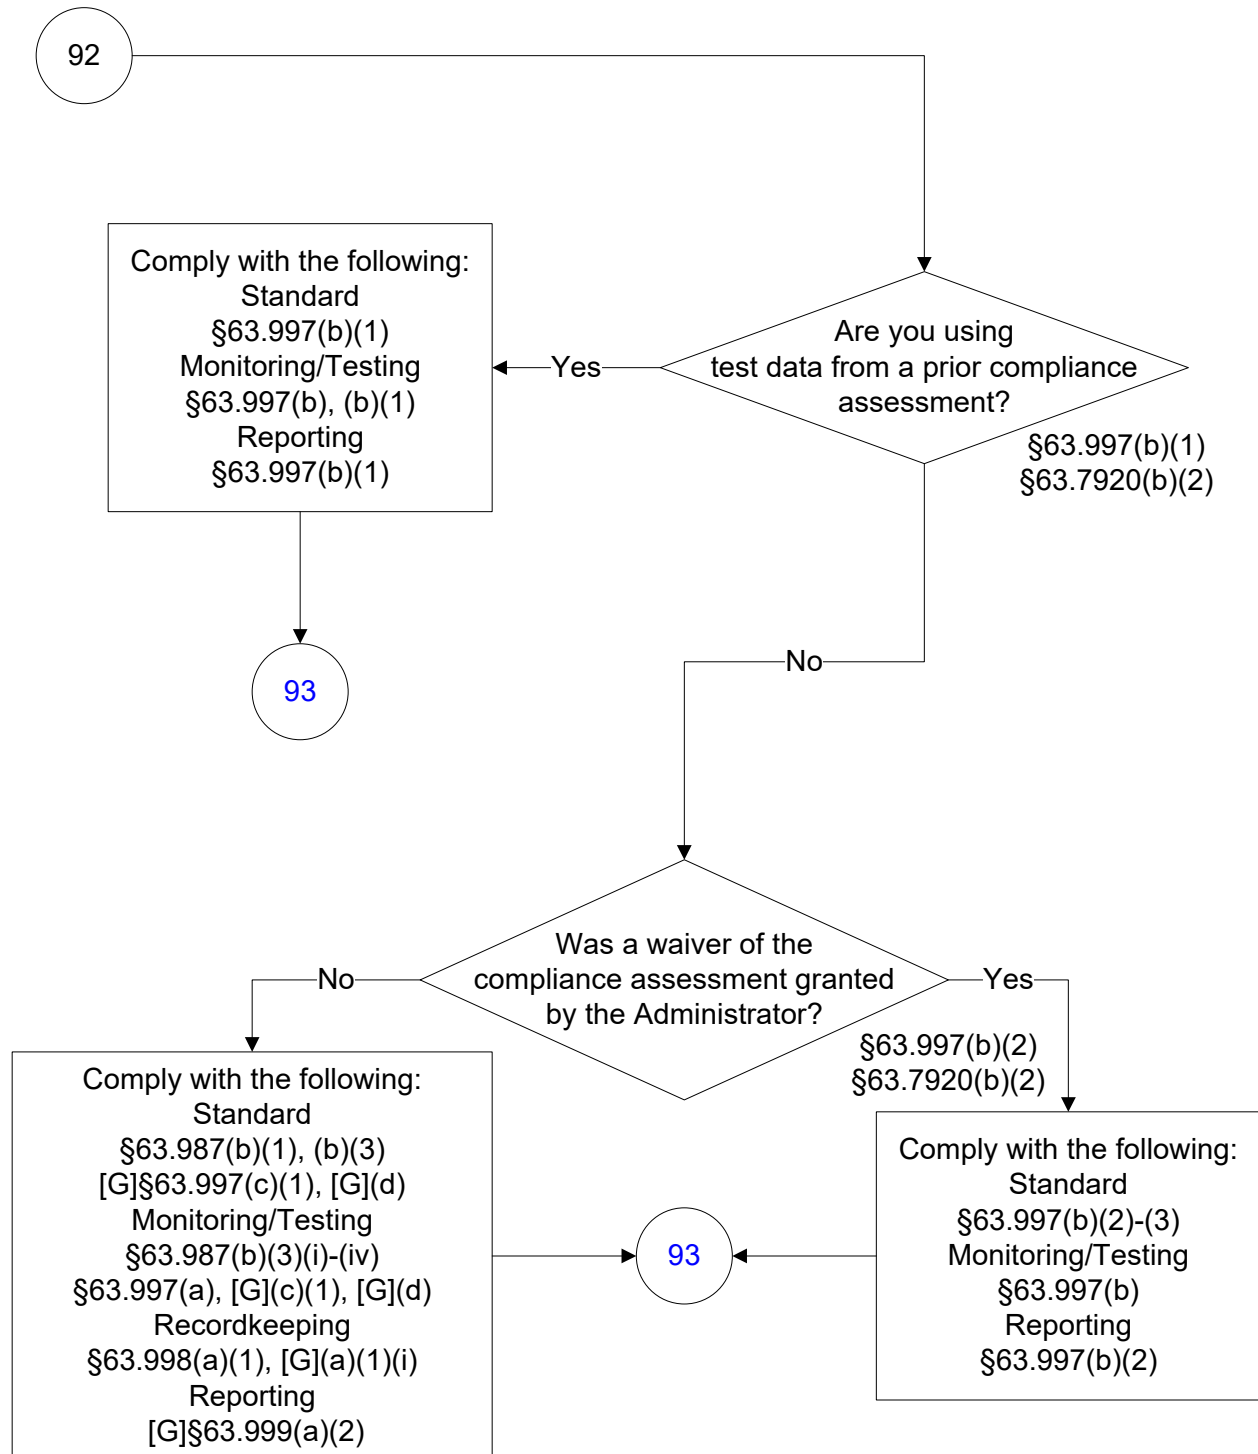 92
Comply with the following:
Standard
§63.997(b)(1)
Monitoring/Testing
§63.997(b), (b)(1)
Reporting
§63.997(b)(1)
Yes
Are you using
test data from a prior compliance
assessment?
§63.997(b)(1)
§63.7920(b)(2)
93
No
Was a waiver of the
compliance assessment granted
by the Administrator?
No
Yes
§63.997(b)(2)
§63.7920(b)(2)
Comply with the following:
Standard
§63.987(b)(1), (b)(3)
[G]§63.997(c)(1), [G](d)
Monitoring/Testing
§63.987(b)(3)(i)-(iv)
§63.997(a), [G](c)(1), [G](d)
Recordkeeping
§63.998(a)(1), [G](a)(1)(i)
Reporting
[G]§63.999(a)(2)
93
Comply with the following:
Standard
§63.997(b)(2)-(3)
Monitoring/Testing
§63.997(b)
Reporting
§63.997(b)(2)